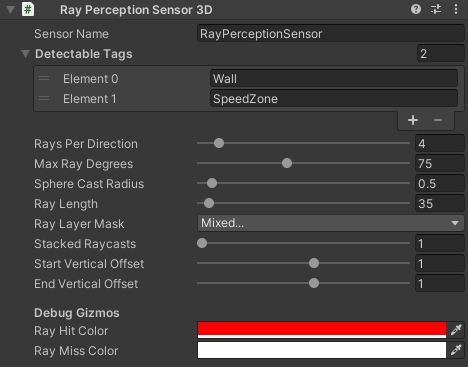 Ray Perception Sensor 3D
Sensor Name RayPerceptionSensor
Detectable Tags 2
Element 0 Wall
Element 1 SpeedZone
+ −
Rays Per Direction 4
Max Ray Degrees 75
Sphere Cast Radius 0.5
Ray Length 35
Ray Layer Mask Mixed...
Stacked Raycasts 1
Start Vertical Offset 1
End Vertical Offset 1
Debug Gizmos
Ray Hit Color
Ray Miss Color